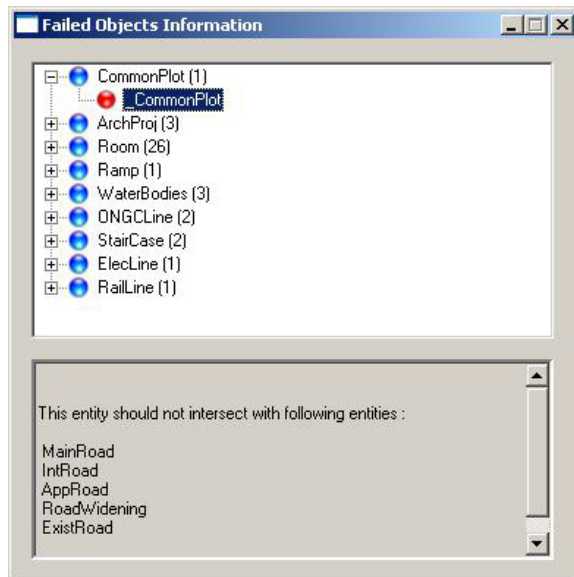 Failed Objects Information
CommonPlot (1)
_CommonPlot
ArchProj (3)
Room (26)
Ramp (1)
WaterBodies (3)
ONGCLine (2)
StairCase (2)
ElecLine (1)
RailLine (1)
This entity should not intersect with following entities :
MainRoad
IntRoad
AppRoad
RoadWidening
ExistRoad